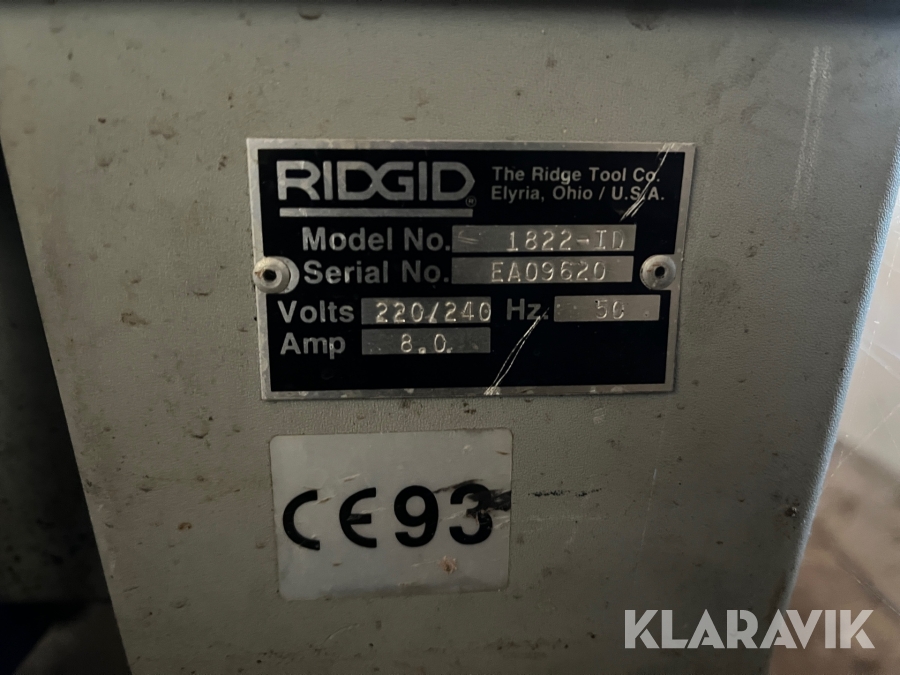 RIDGID®
The Ridge Tool Co.
Elyria, Ohio / U.S.A.
Model No. 1822-ID
Serial No. EA09620
Volts 220/240 Hz. 50
Amp 8.0
CE93
KLARAVIK